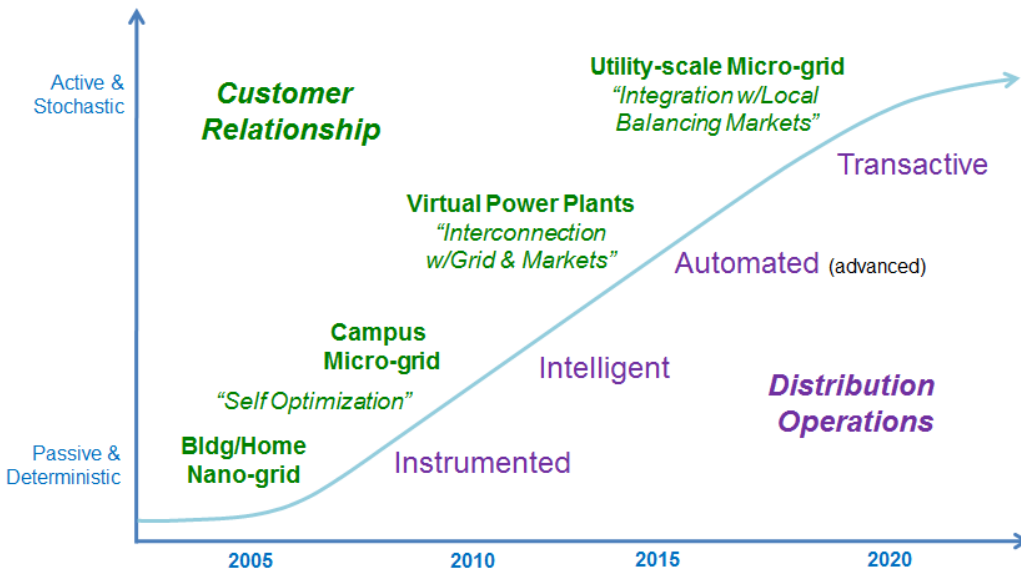 Active &
Stochastic
Customer
Relationship
Utility-scale Micro-grid
“Integration w/Local
Balancing Markets”
Transactive
Virtual Power Plants
“Interconnection
w/Grid & Markets”
Automated (advanced)
Campus
Micro-grid
Intelligent
Distribution
Operations
“Self Optimization”
Passive &
Deterministic
Bldg/Home
Nano-grid
Instrumented
2005
2010
2015
2020